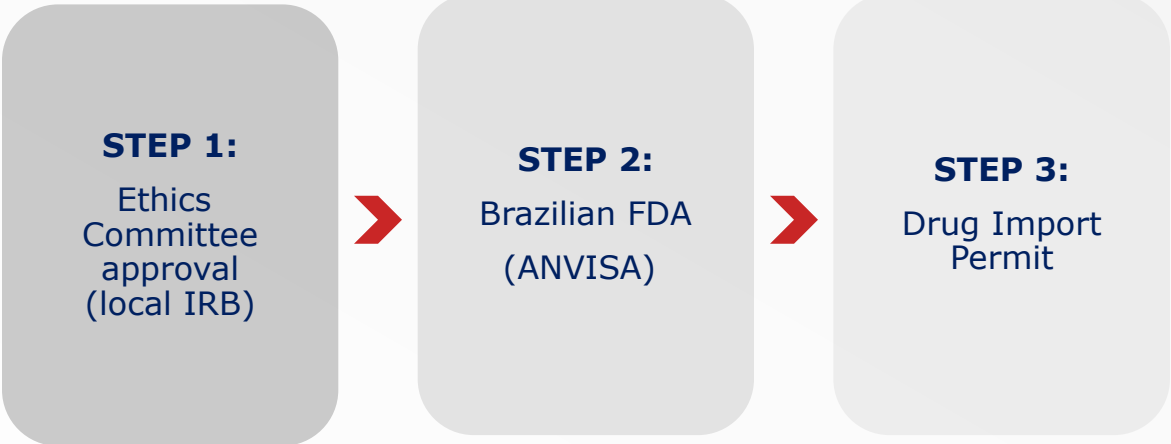 STEP 1:
Ethics
Committee
approval
(local IRB)
STEP 2:
Brazilian FDA
(ANVISA)
STEP 3:
Drug Import
Permit